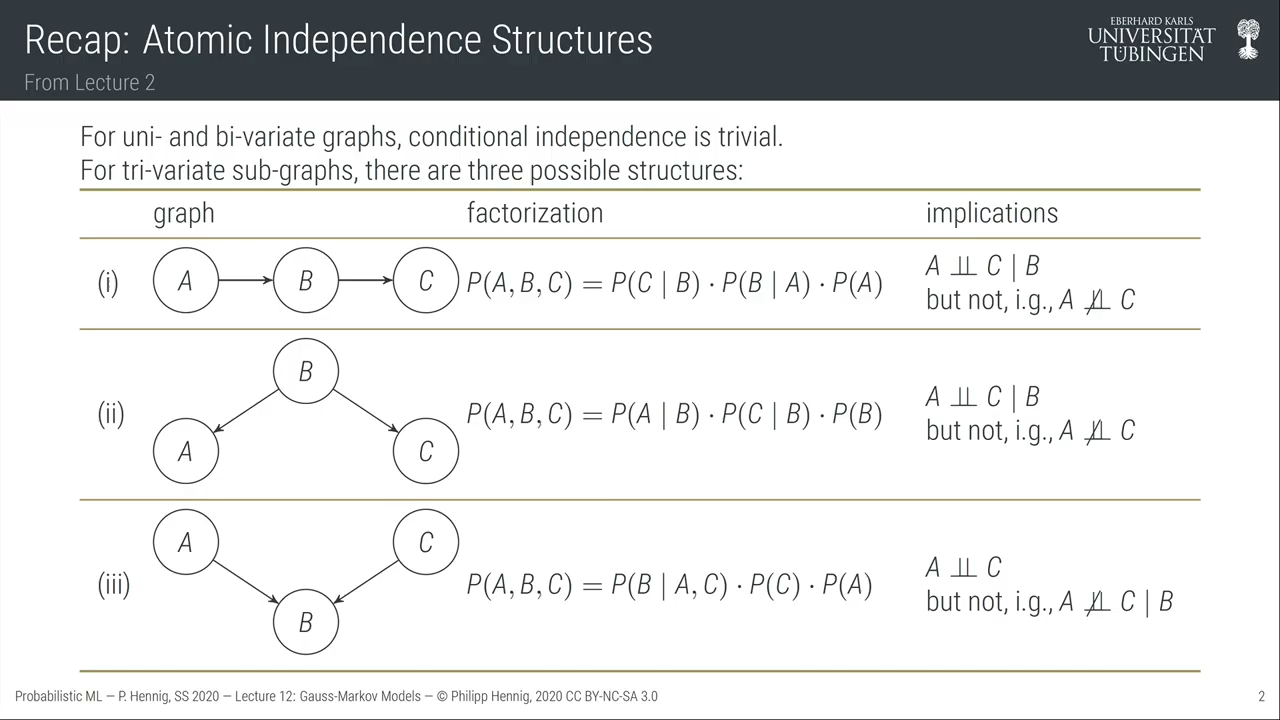 Recap: Atomic Independence Structures
From Lecture 2
EBERHARD KARLS
UNIVERSITÄT
TÜBINGEN
For uni- and bi-variate graphs, conditional independence is trivial.
For tri-variate sub-graphs, there are three possible structures:
graph factorization implications
(i) A B C P(A, B, C) = P(C | B) · P(B | A) · P(A)
A ⫫ C | B
but not, i.g., A ⫫̸ C
B
(ii) P(A, B, C) = P(A | B) · P(C | B) · P(B)
A C
A ⫫ C | B
but not, i.g., A ⫫̸ C
A C
(iii) P(A, B, C) = P(B | A, C) · P(C) · P(A)
B
A ⫫ C
but not, i.g., A ⫫̸ C | B
Probabilistic ML — P. Hennig, SS 2020 — Lecture 12: Gauss-Markov Models — © Philipp Hennig, 2020 CC BY-NC-SA 3.0 2